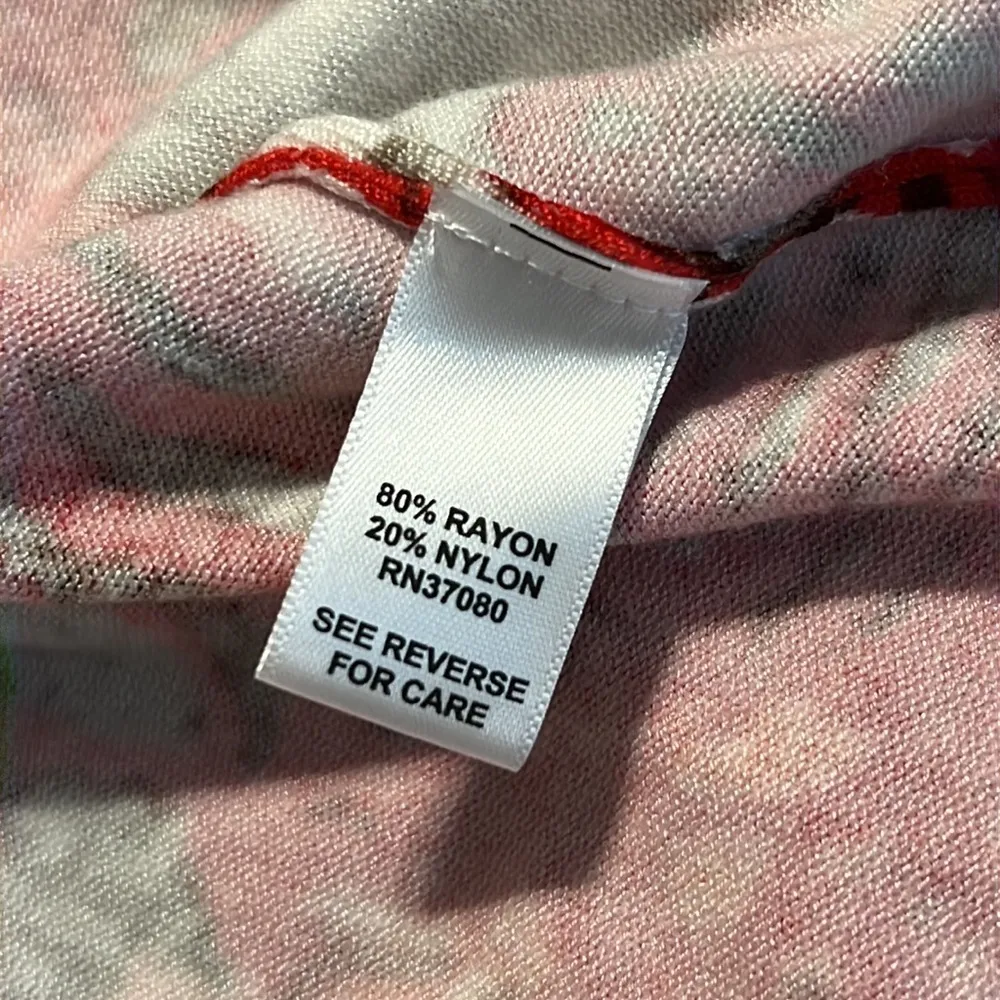 80% RAYON
20% NYLON
RN37080
SEE REVERSE
FOR CARE